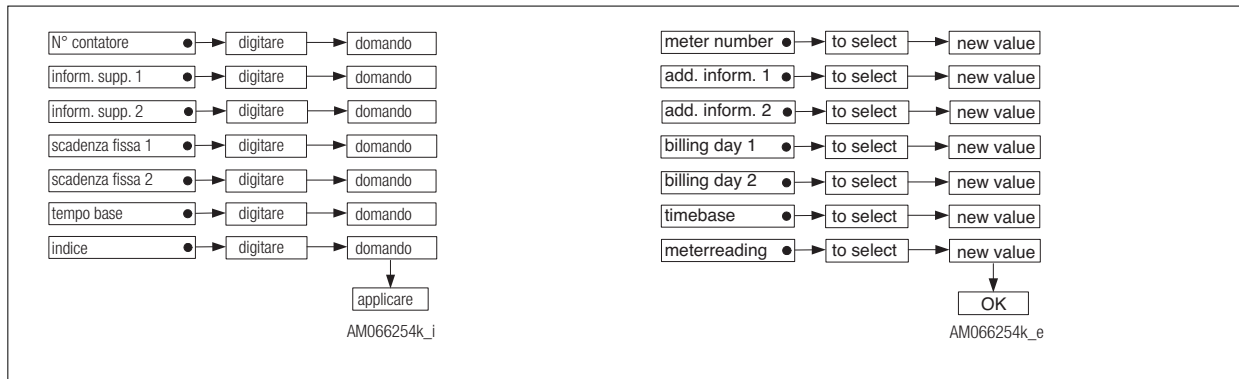 N° contatore digitare domando
inform. supp. 1 digitare domando
inform. supp. 2 digitare domando
scadenza fissa 1 digitare domando
scadenza fissa 2 digitare domando
tempo base digitare domando
indice digitare domando
applicare
AM066254k_i
meter number to select new value
add. inform. 1 to select new value
add. inform. 2 to select new value
billing day 1 to select new value
billing day 2 to select new value
timebase to select new value
meterreading to select new value
OK
AM066254k_e